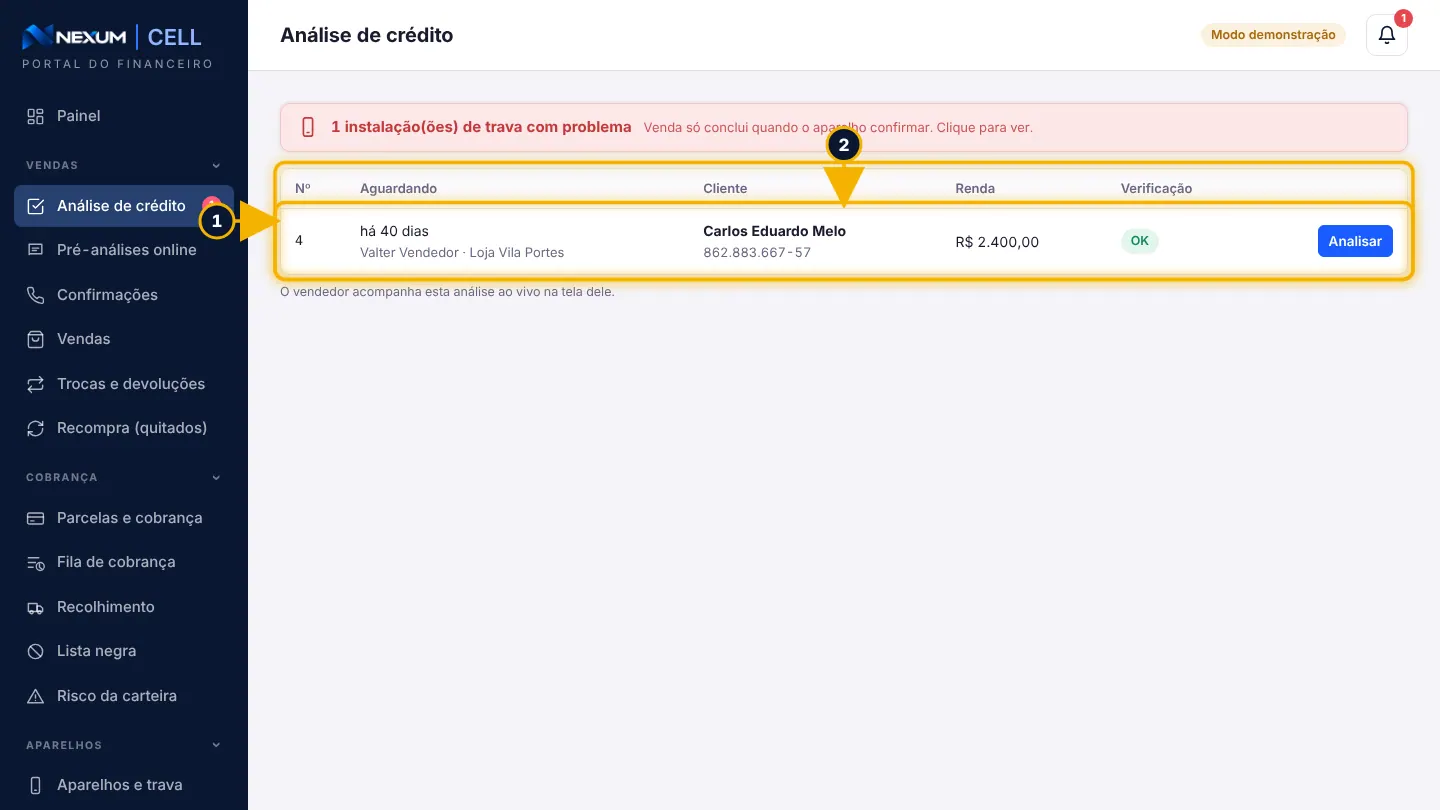 NEXUM | CELL
PORTAL DO FINANCEIRO
Painel
VENDAS
Análise de crédito
1
Pré-análises online
Confirmações
Vendas
Trocas e devoluções
Recompra (quitados)
COBRANÇA
Parcelas e cobrança
Fila de cobrança
Recolhimento
Lista negra
Risco da carteira
APARELHOS
Aparelhos e trava
Análise de crédito
Modo demonstração
1
1 instalação(ões) de trava com problema Venda só conclui quando o aparelho confirmar. Clique para ver.
2
Nº Aguardando Cliente Renda Verificação
4 há 40 dias Carlos Eduardo Melo R$ 2.400,00 OK Analisar
Valter Vendedor · Loja Vila Portes 862.883.667-57
O vendedor acompanha esta análise ao vivo na tela dele.